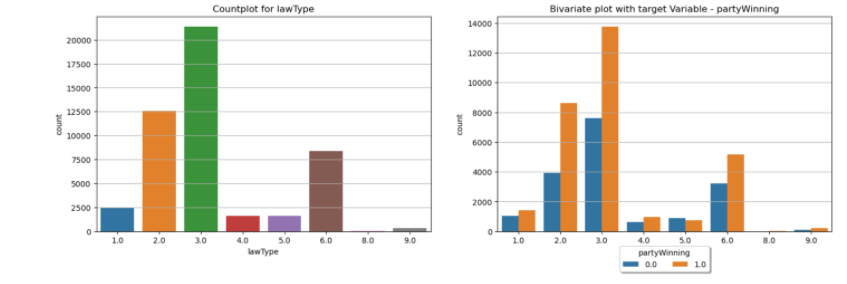 Countplot for lawType
20000
17500
15000
12500
10000
7500
5000
2500
0
count
1.0 2.0 3.0 4.0 5.0 6.0 8.0 9.0
lawType
Bivariate plot with target Variable - partyWinning
14000
12000
10000
8000
6000
4000
2000
0
count
1.0 2.0 3.0 4.0 5.0 6.0 8.0 9.0
partyWinning
0.0 1.0